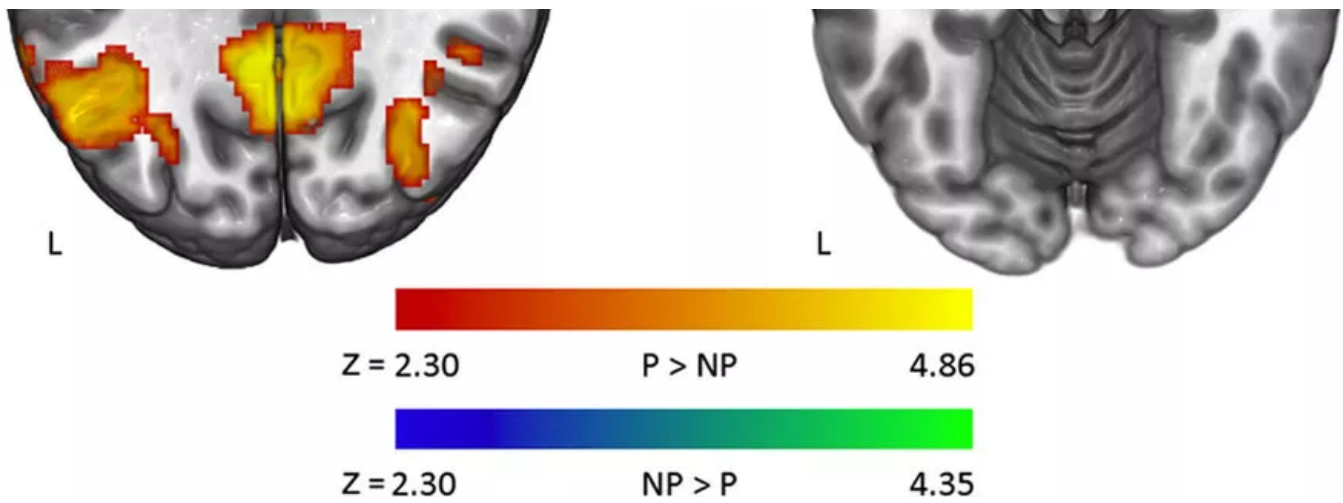 L L
Z = 2.30 P > NP 4.86
Z = 2.30 NP > P 4.35